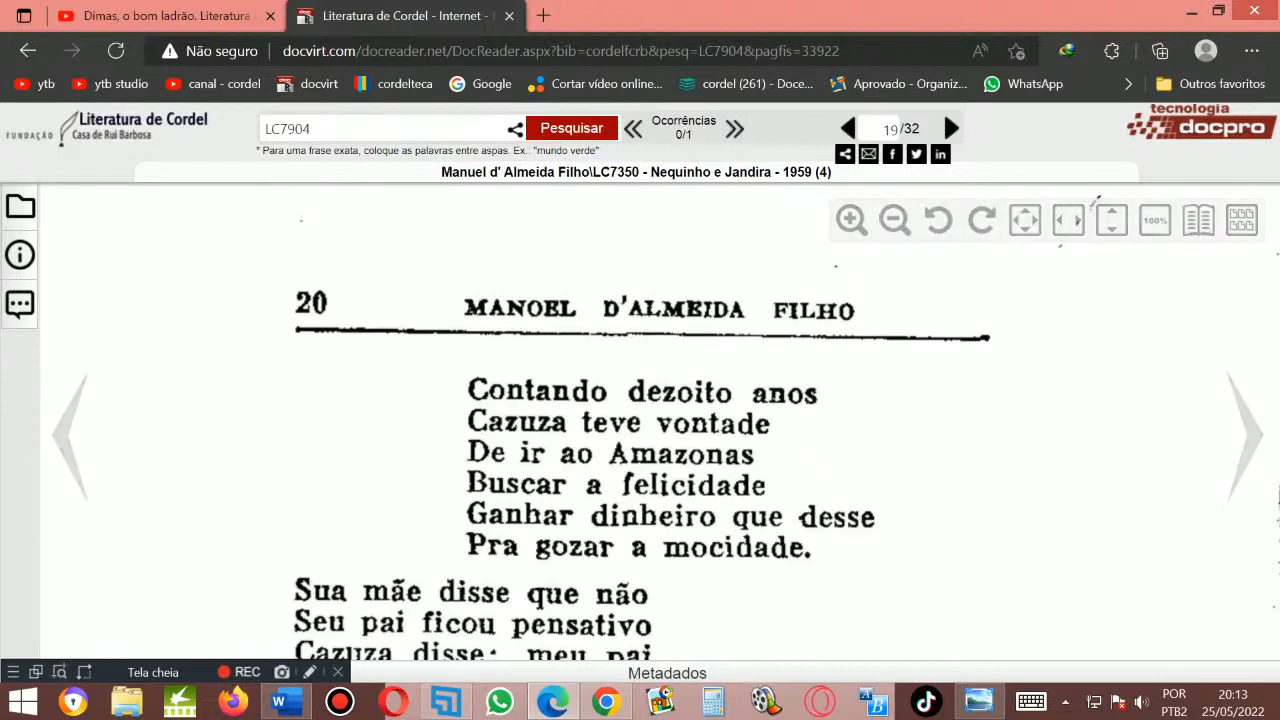 Dimas, o bom ladrão. Literatura
Literatura de Cordel - Internet -
Não seguro
docvirt.com/docreader.net/DocReader.aspx?bib=cordelfcrb&pesq=LC7904&pagfis=33922
ytb
ytb studio
canal - cordel
docvirt
cordelteca
Google
Cortar vídeo online...
cordel (261) - Doce...
Aprovado - Organiz...
WhatsApp
Outros favoritos
FUNDAÇÃO
Literatura de Cordel
Casa de Rui Barbosa
LC7904
Pesquisar
Ocorrências
0/1
19 /32
tecnologia
docpro
* Para uma frase exata, coloque as palavras entre aspas. Ex.: "mundo verde"
Manuel d' Almeida Filho\LC7350 - Nequinho e Jandira - 1959 (4)
100%
20 MANOEL D'ALMEIDA FILHO
Contando dezoito anos
Cazuza teve vontade
De ir ao Amazonas
Buscar a felicidade
Ganhar dinheiro que desse
Pra gozar a mocidade.
Sua mãe disse que não
Seu pai ficou pensativo
Cazuza disse: meu pai
Tela cheia
REC
Metadados
POR
PTB2
20:13
25/05/2022